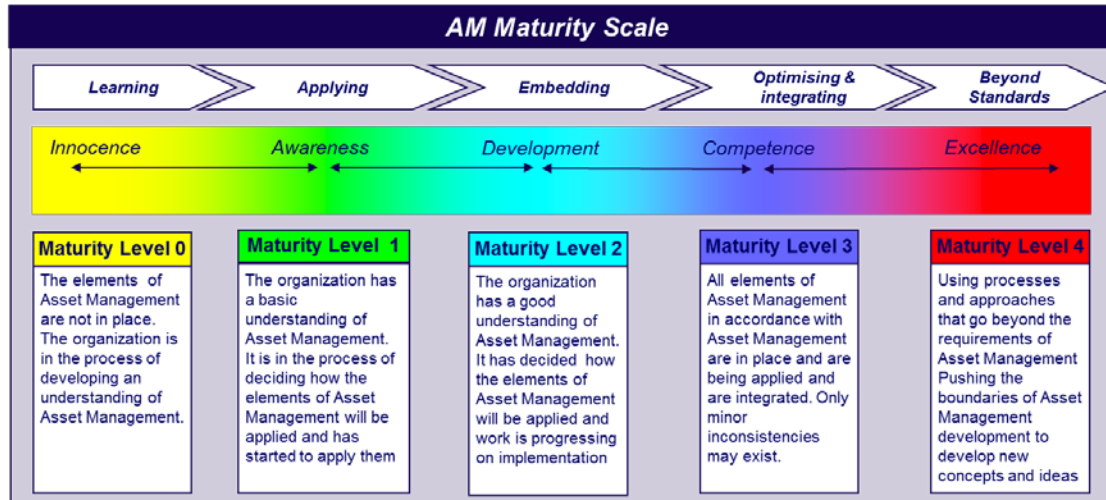 AM Maturity Scale
Learning
Applying
Embedding
Optimising &
integrating
Beyond
Standards
Innocence
Awareness
Development
Competence
Excellence
Maturity Level 0
The elements of
Asset Management
are not in place.
The organization is
in the process of
developing an
understanding of
Asset Management.
Maturity Level 1
The organization has
a basic
understanding of
Asset Management.
It is in the process of
deciding how the
elements of Asset
Management will be
applied and has
started to apply them
Maturity Level 2
The organization
has a good
understanding of
Asset Management.
It has decided how
the elements of
Asset Management
will be applied and
work is progressing
on implementation
Maturity Level 3
All elements of
Asset Management
in accordance with
Asset Management
are in place and are
being applied and
are integrated. Only
minor
inconsistencies
may exist.
Maturity Level 4
Using processes
and approaches
that go beyond the
requirements of
Asset Management
Pushing the
boundaries of Asset
Management
development to
develop new
concepts and ideas